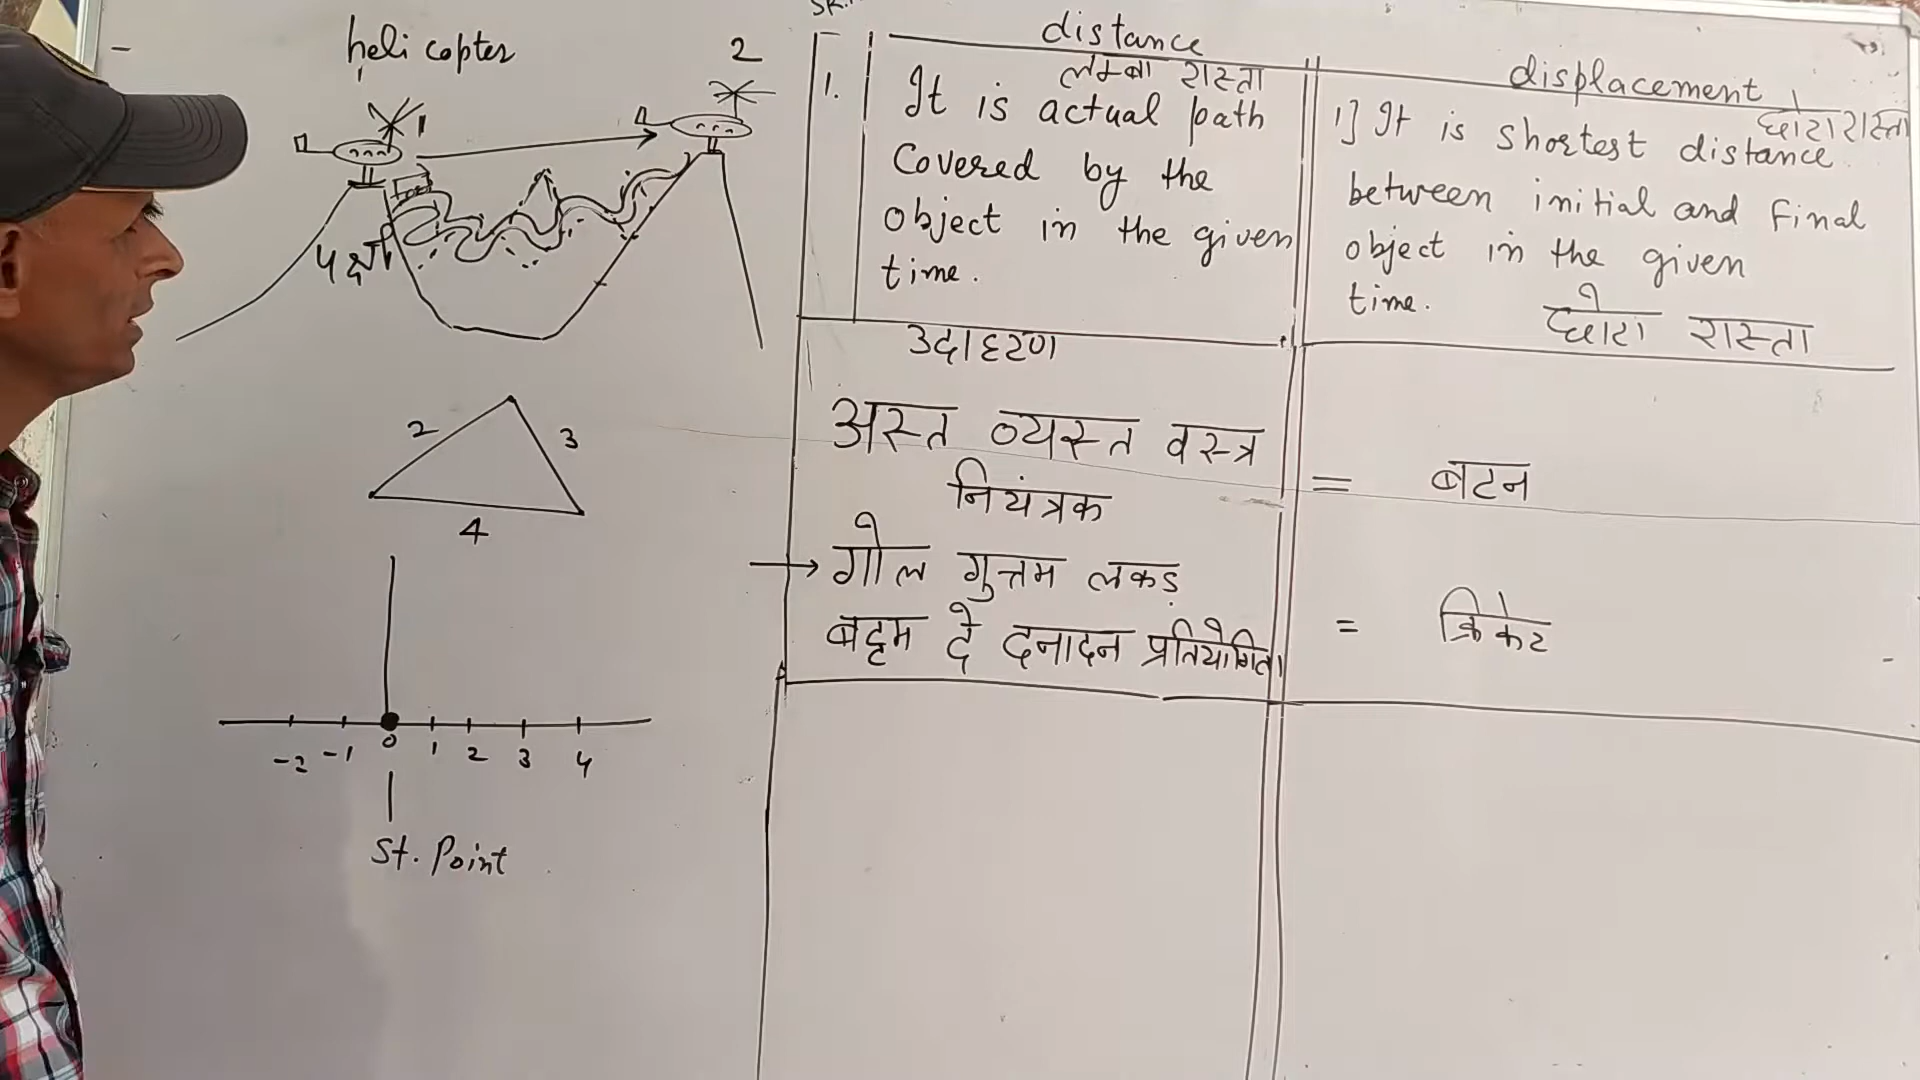 helicopter
1
2
2
3
4
-2 -1 0 1 2 3 4
St. Point
distance
लम्बा रास्ता
1. It is actual path
Covered by the
object in the given
time.
displacement
छोटा रास्ता
1] It is shortest distance
between initial and final
object in the given
time.
छोटा रास्ता
उदाहरण
अस्त व्यस्त वस्त्र
नियंत्रक
= बटन
गोल गुत्तम लकड़
बट्टम दे दनादन प्रतियोगिता
= क्रिकेट